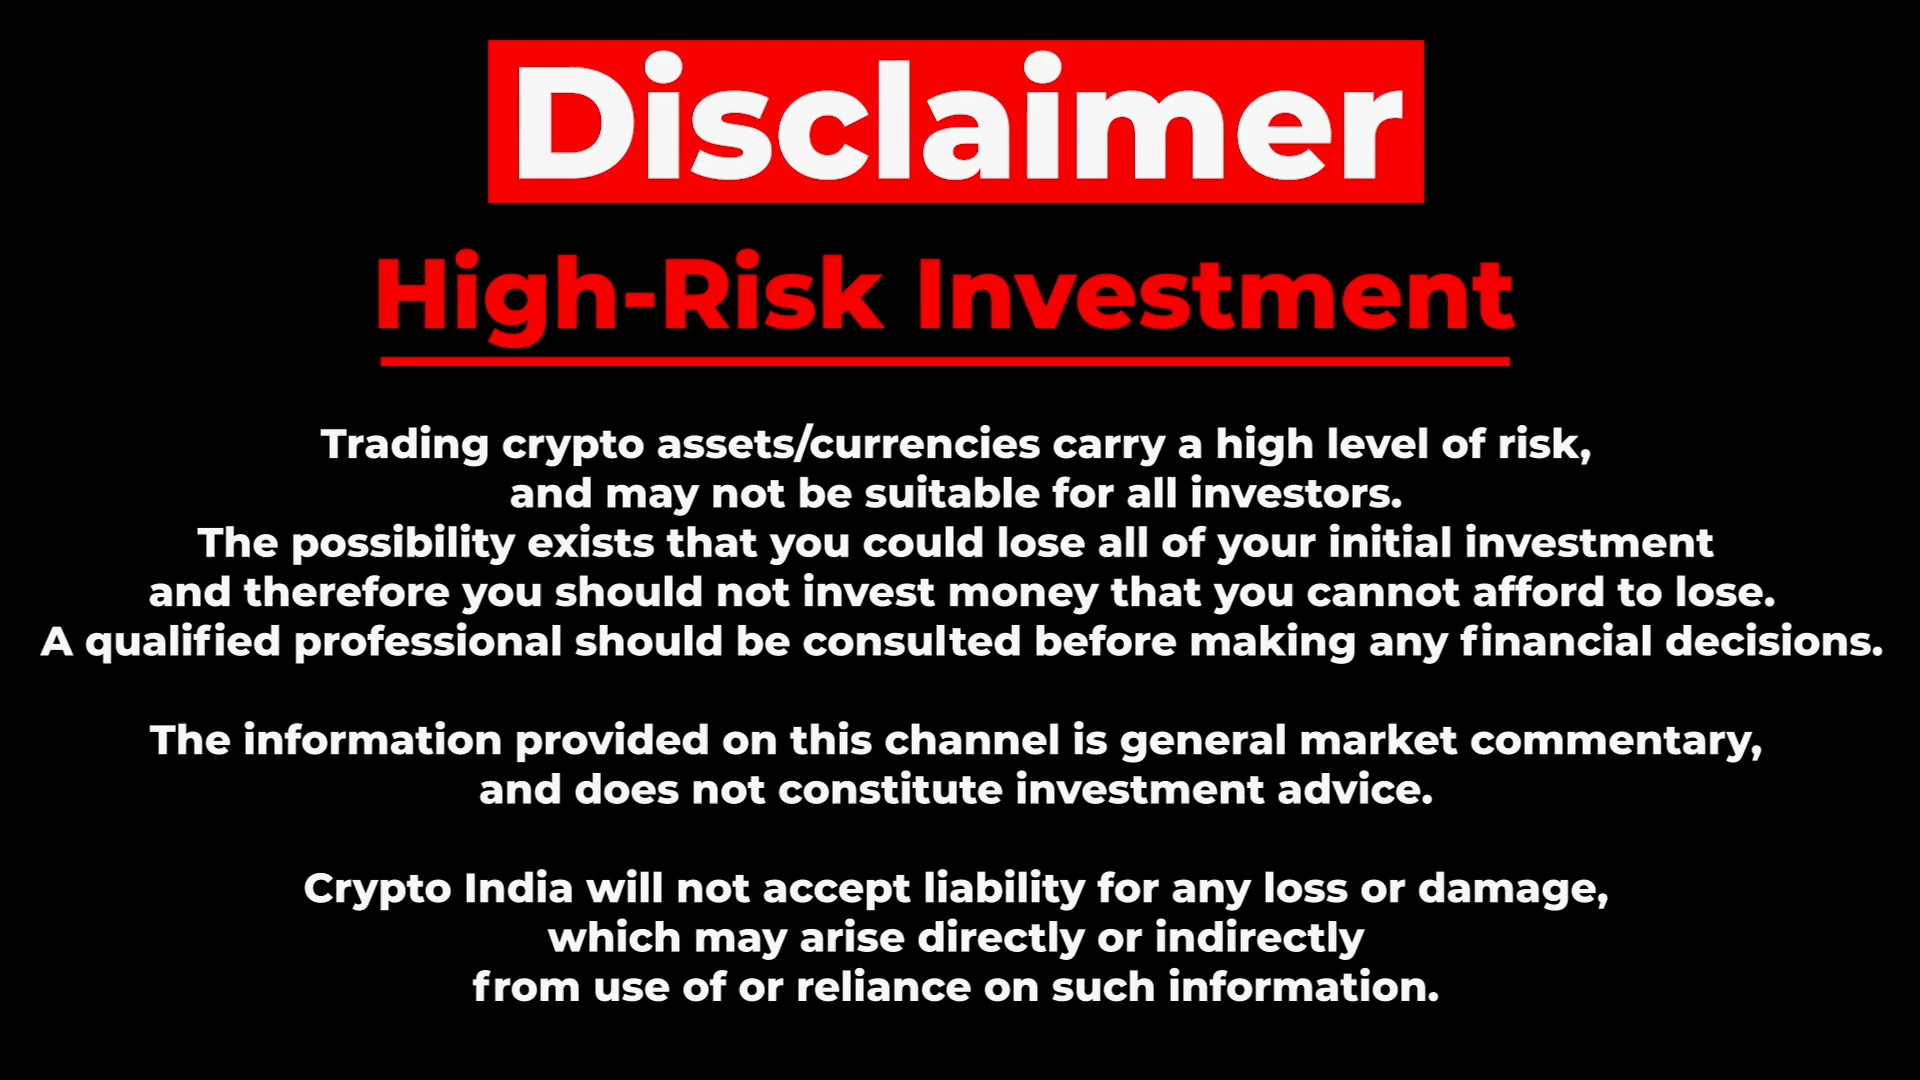 Disclaimer
High-Risk Investment
Trading crypto assets/currencies carry a high level of risk,
and may not be suitable for all investors.
The possibility exists that you could lose all of your initial investment
and therefore you should not invest money that you cannot afford to lose.
A qualified professional should be consulted before making any financial decisions.
The information provided on this channel is general market commentary,
and does not constitute investment advice.
Crypto India will not accept liability for any loss or damage,
which may arise directly or indirectly
from use of or reliance on such information.